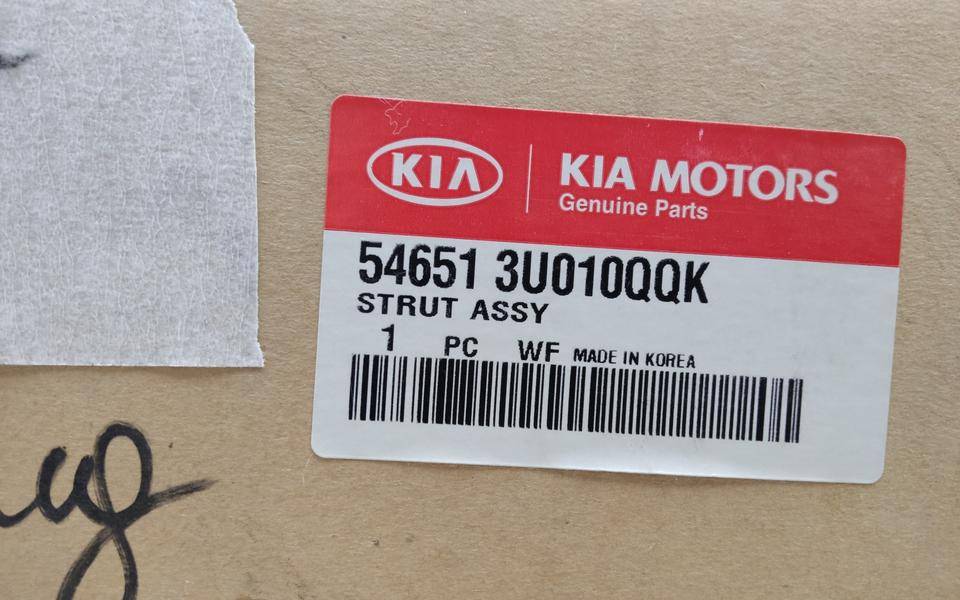 KIA
KIA MOTORS
Genuine Parts
54651 3U010QQK
STRUT ASSY
1 PC WF MADE IN KOREA